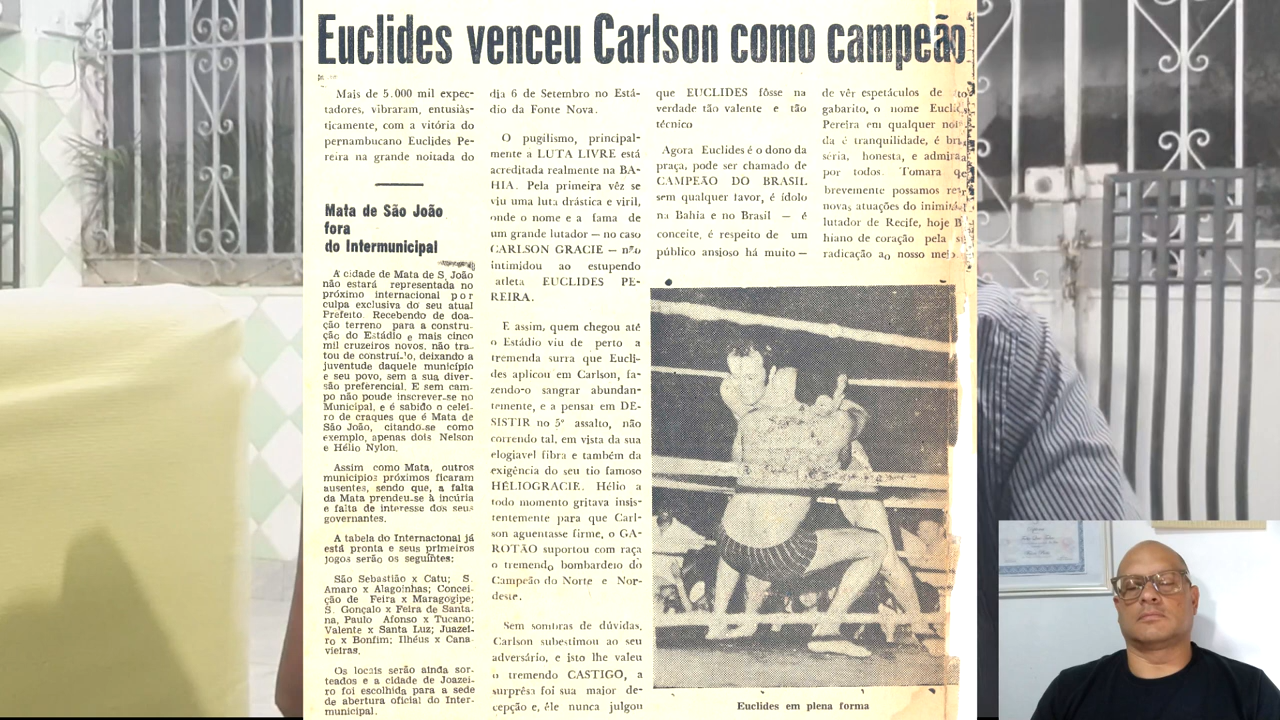 Euclides venceu Carlson como campeão
Mais de 5.000 mil expec-
tadores, vibraram, entusiàs-
ticamente, com a vitória do
pernambucano Euclides Pe-
reira na grande noitada do
Mata de São João
fora
do Intermunicipal
A cidade de Mata de S. João
não estará representada no
próximo internacional por
culpa exclusiva do seu atual
Prefeito. Recebendo de doa-
ção terreno para a constru-
ção do Estádio e mais cinco
mil cruzeiros novos, não tra-
tou de construí-lo, deixando a
juventude daquele município
e seu povo, sem a sua diver-
são preferencial. E sem cam-
po não poude inscrever-se no
Municipal, e é sabido o celei-
ro de craques que é Mata de
São João, citando-se como
exemplo, apenas dois Nelson
e Hélio Nylon.
Assim como Mata, outros
municípios próximos ficaram
ausentes, sendo que, a falta
da Mata prendeu-se à incúria
e falta de interesse dos seus
governantes.
A tabela do Internacional já
está pronta e seus primeiros
jogos serão os seguintes:
São Sebastião x Catu; S.
Amaro x Alagoinhas; Concei-
ção de Feira x Maragogipe;
S. Gonçalo x Feira de Santa-
na, Paulo Afonso x Tucano;
Valente x Santa Luz; Juazei-
ro x Bonfim; Ilhéus x Cana-
vieiras.
Os locais serão ainda sor-
teados e a cidade de Joazei-
ro foi escolhida para a sede
de abertura oficial do Inter-
municipal.
dia 6 de Setembro no Está-
dio da Fonte Nova.
O pugilismo, principal-
mente a LUTA LIVRE está
acreditada realmente na BA-
HIA. Pela primeira vêz se
viu uma luta drástica e viril,
onde o nome e a fama de
um grande lutador — no caso
CARLSON GRACIE — não
intimidou ao estupendo
atleta EUCLIDES PE-
REIRA.
E assim, quem chegou até
o Estádio viu de perto a
tremenda surra que Eucli-
des aplicou em Carlson, fa-
zendo-o sangrar abundan-
temente, e a pensar em DE-
SISTIR no 5º assalto, não
correndo tal, em vista da sua
elogiavel fibra e também da
exigência do seu tio famoso
HÉLIOGRACIE. Hélio a
todo momento gritava insis-
tentemente para que Carl-
son aguentasse firme, o GA-
ROTÃO suportou com raça
o tremendo bombardeio do
Campeão do Norte e Nor-
deste.
Sem sombras de dúvidas,
Carlson subestimou ao seu
adversário, e isto lhe valeu
o tremendo CASTIGO, a
surprêsa foi sua maior de-
cepção e, êle nunca julgou
que EUCLIDES fôsse na
verdade tão valente e tão
técnico
Agora Euclides é o dono da
praça, pode ser chamado de
CAMPEÃO DO BRASIL
sem qualquer favor, é ídolo
na Bahia e no Brasil — é
conceite, é respeito de um
público ansioso há muito —
de vêr espetáculos de
gabarito, o nome
Pereira em qualquer
da é tranquilidade, é
séria, honesta, e
por todos. Tomara
brevemente possamos
novas atuações do
lutador de Recife, hoje
hiano de coração pela
radicação ao nosso
Euclides em plena forma